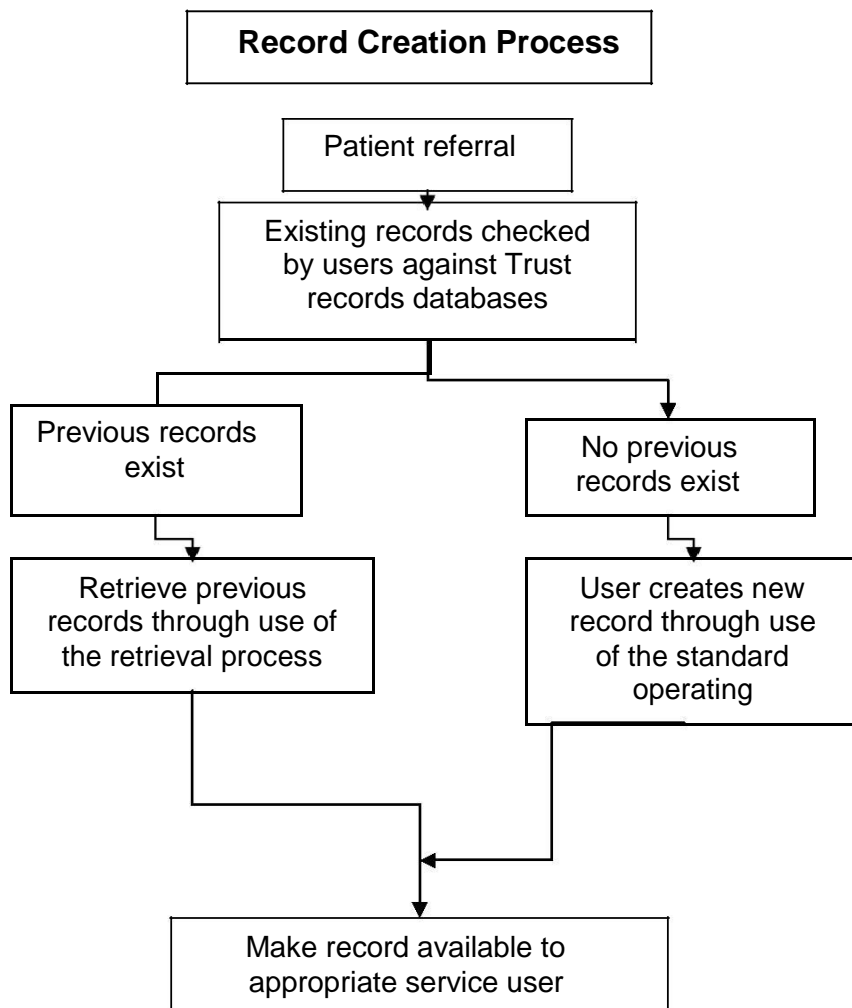 Record Creation Process
Patient referral
Existing records checked
by users against Trust
records databases
Previous records
exist
No previous
records exist
Retrieve previous
records through use of
the retrieval process
User creates new
record through use
of the standard
operating
Make record available to
appropriate service user